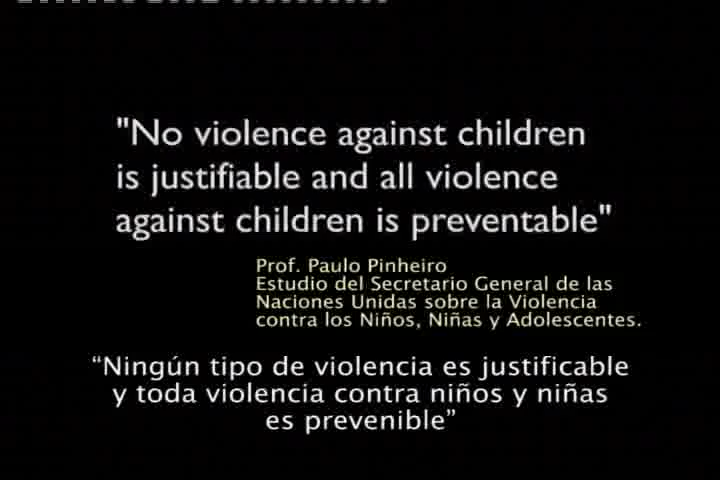 "No violence against children
is justifiable and all violence
against children is preventable"
Prof. Paulo Pinheiro
Estudio del Secretario General de las
Naciones Unidas sobre la Violencia
contra los Niños, Niñas y Adolescentes.
“Ningún tipo de violencia es justificable
y toda violencia contra niños y niñas
es prevenible”